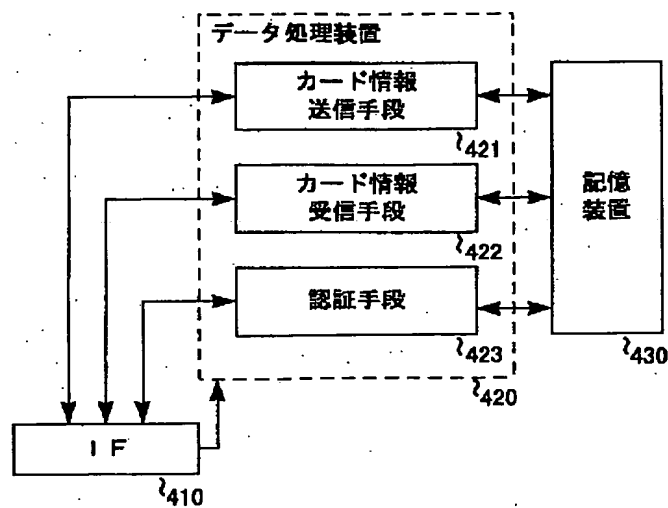 データ処理装置
カード情報
送信手段
421
カード情報
受信手段
422
認証手段
423
420
記憶
装置
430
IF
410